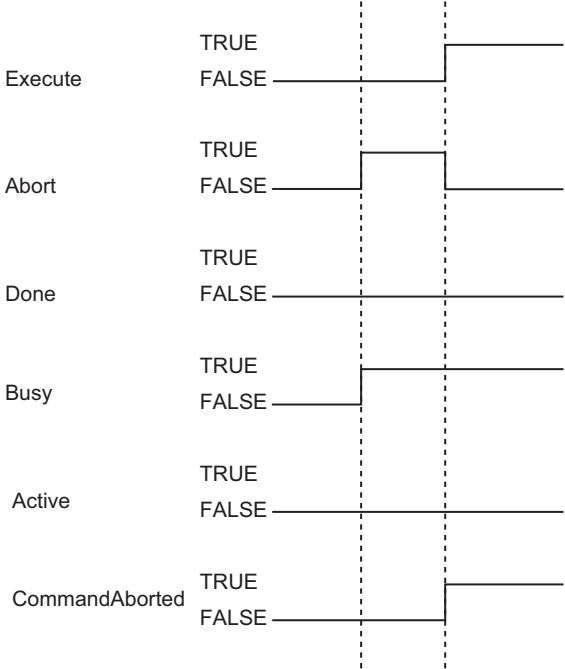 TRUE
Execute FALSE
TRUE
Abort FALSE
TRUE
Done FALSE
TRUE
Busy FALSE
TRUE
Active FALSE
TRUE
CommandAborted FALSE